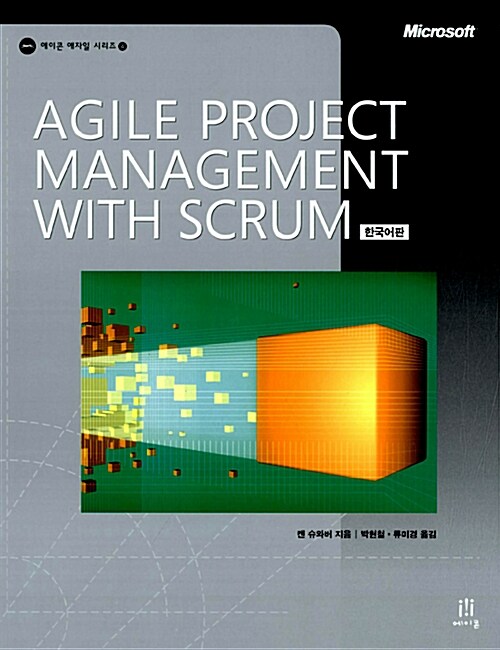 에이콘 애자일 시리즈
Microsoft
AGILE PROJECT
MANAGEMENT
WITH SCRUM
한국어판
켄 슈와버 지음 | 박현철 · 류미경 옮김
에이콘